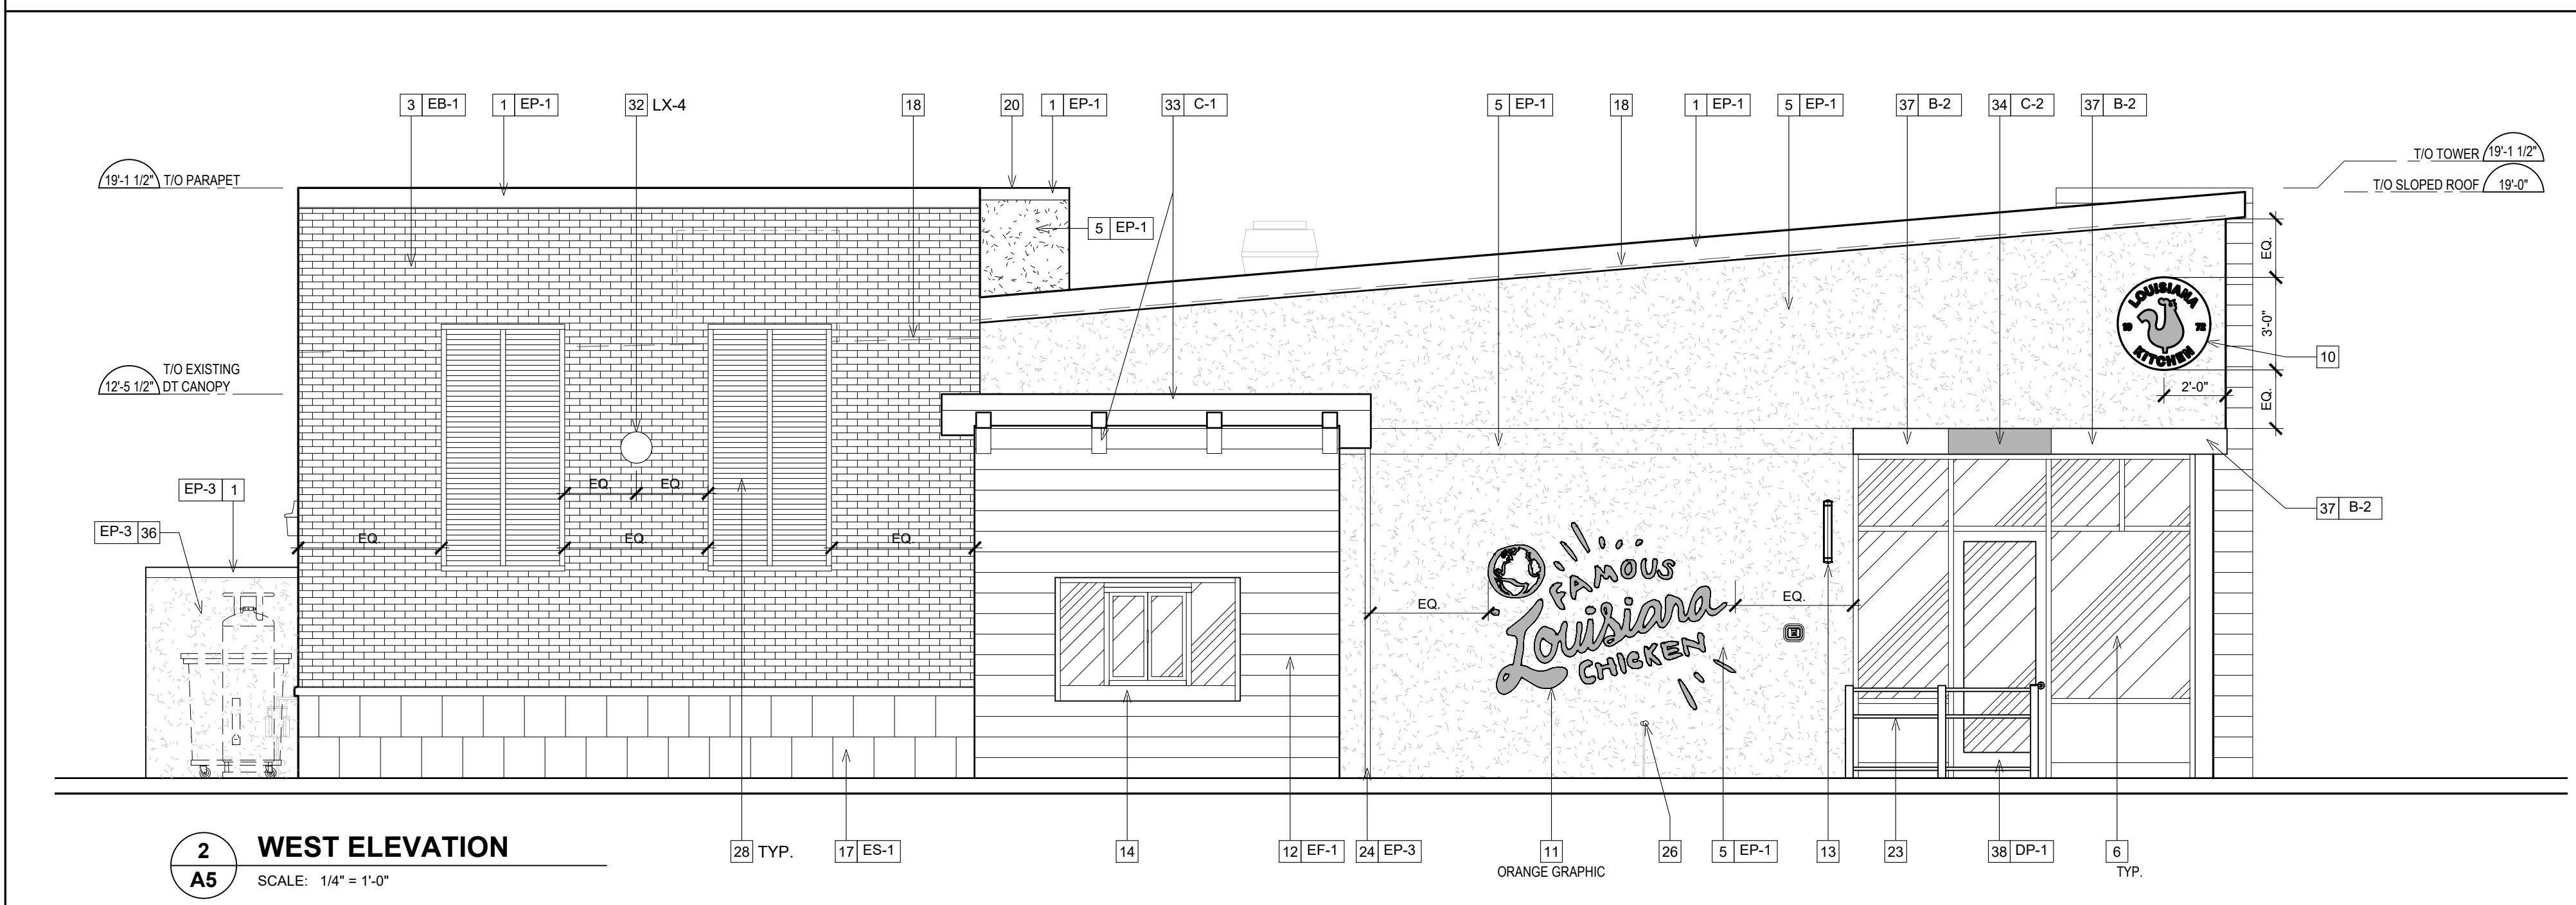 3 EB-1
1 EP-1
32 LX-4
18
20
1 EP-1
33 C-1
5 EP-1
18
1 EP-1
5 EP-1
37 B-2
34 C-2
37 B-2
19'-1 1/2" T/O PARAPET
T/O TOWER 19'-1 1/2"
T/O SLOPED ROOF 19'-0"
5 EP-1
EQ.
LOUISIANA
19 72
KITCHEN
3'-0"
10
T/O EXISTING
12'-5 1/2" DT CANOPY
2'-0"
EQ.
EP-3 1
EQ. EQ.
37 B-2
EP-3 36
EQ. EQ. EQ.
FAMOUS
Louisiana
CHICKEN
EQ. EQ.
28 TYP.
17 ES-1
14
12 EF-1
24 EP-3
11
ORANGE GRAPHIC
26
5 EP-1
13
23
38 DP-1
6
TYP.
2
A5
WEST ELEVATION
SCALE: 1/4" = 1'-0"